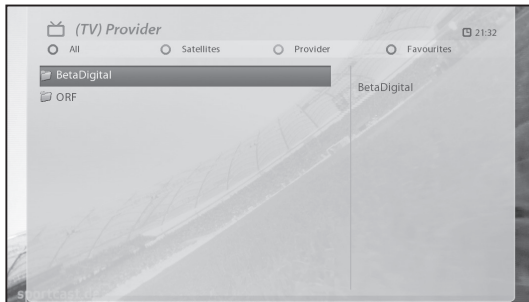 (TV) Provider
21:32
All Satellites Provider Favourites
BetaDigital
ORF
BetaDigital